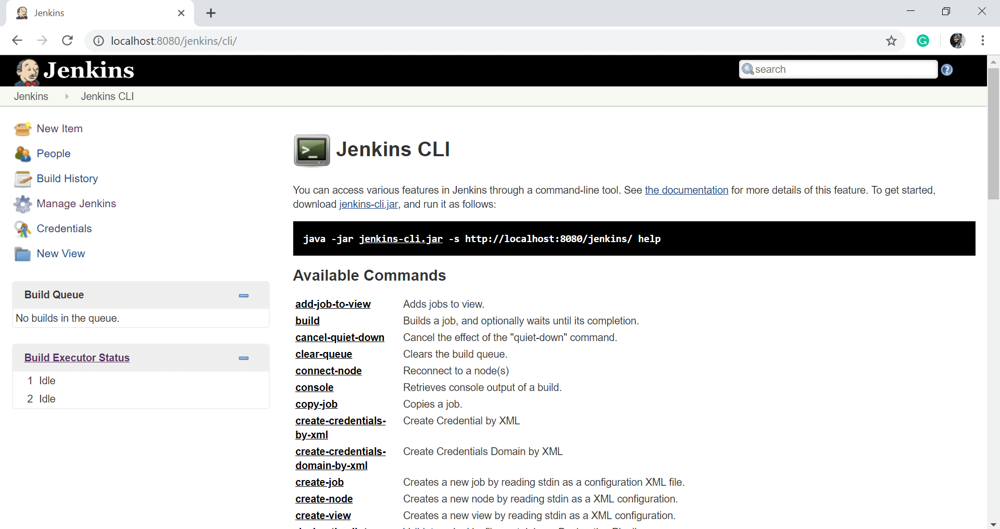 Jenkins
localhost:8080/jenkins/cli/
Jenkins
search
Jenkins
Jenkins CLI
New Item
People
Build History
Manage Jenkins
Credentials
New View
Build Queue
No builds in the queue.
Build Executor Status
1 Idle
2 Idle
Jenkins CLI
You can access various features in Jenkins through a command-line tool. See the documentation for more details of this feature. To get started,
download jenkins-cli.jar, and run it as follows:
java -jar jenkins-cli.jar -s http://localhost:8080/jenkins/ help
Available Commands
add-job-to-view Adds jobs to view.
build Builds a job, and optionally waits until its completion.
cancel-quiet-down Cancel the effect of the "quiet-down" command.
clear-queue Clears the build queue.
connect-node Reconnect to a node(s)
console Retrieves console output of a build.
copy-job Copies a job.
create-credentials- Create Credential by XML
by-xml
create-credentials- Create Credentials Domain by XML
domain-by-xml
create-job Creates a new job by reading stdin as a configuration XML file.
create-node Creates a new node by reading stdin as a XML configuration.
create-view Creates a new view by reading stdin as a XML configuration.